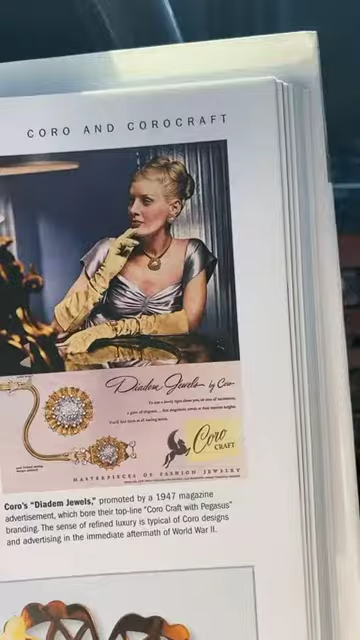 CORO AND COROCRAFT
Diadem Jewels by Coro
Coro
CRAFT
MASTERPIECES OF FASHION JEWELRY
Coro's "Diadem Jewels," promoted by a 1947 magazine
advertisement, which bore their top-line "Coro Craft with Pegasus"
branding. The sense of refined luxury is typical of Coro designs
and advertising in the immediate aftermath of World War II.